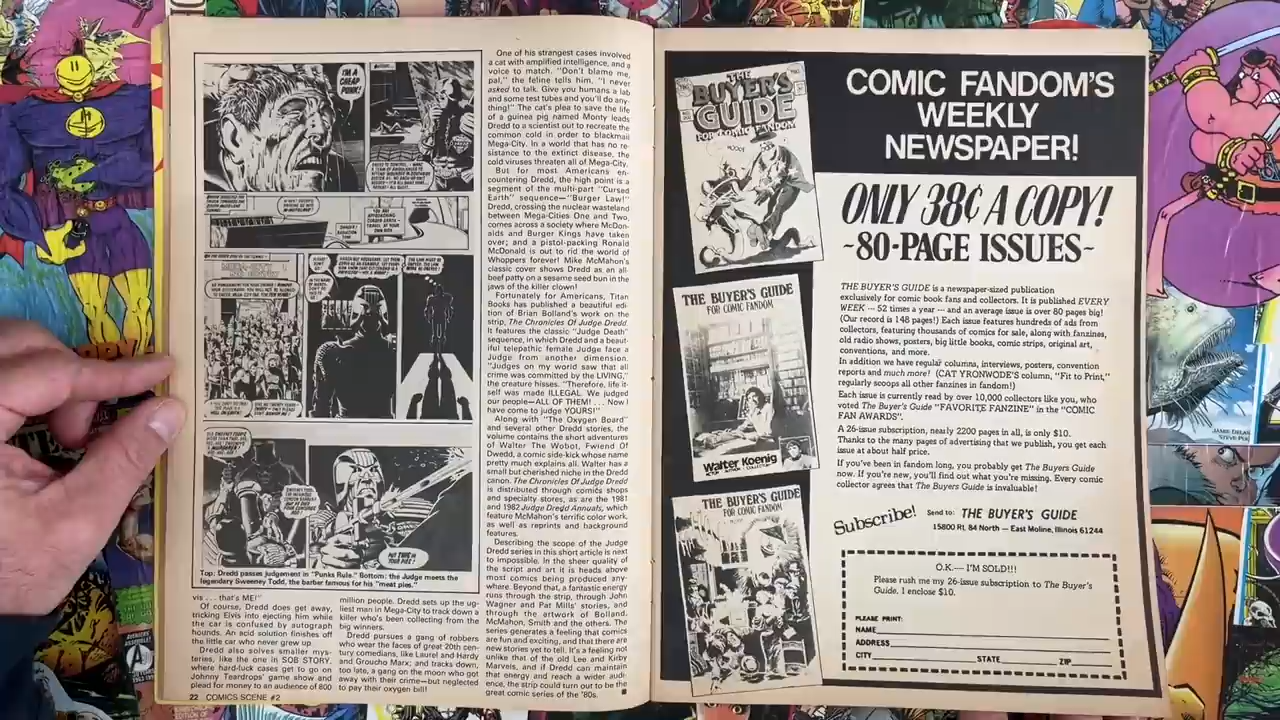 I'M A
CHEAP
PUNK!
PUT THIS IN
YOUR PIES!
Top: Dredd passes judgement in "Punks Rule." Bottom: the Judge meets the
legendary Sweeney Todd, the barber famous for his "meat pies."
vis . . . that's ME!"
Of course, Dredd does get away,
tricking Elvis into ejecting him while
the car is confused by autograph
hounds. An acid solution finishes off
the little car who never grew up.
Dredd also solves smaller mys-
teries, like the one in SOB STORY,
where hard-luck cases get to go on
Johnny Teardrops' game show and
plead for money to an audience of 800
million people. Dredd sets up the ug-
liest man in Mega-City to track down a
killer who's been collecting from the
big winners.
Dredd pursues a gang of robbers
who wear the faces of great 20th cen-
tury comedians, like Laurel and Hardy
and Groucho Marx; and tracks down,
too late, a gang on the moon who got
away with their crime—but neglected
to pay their oxygen bill!
One of his strangest cases involved
a cat with amplified intelligence, and a
voice to match. "Don't blame me,
pal," the feline tells him, "I never
asked to talk. Give you humans a lab
and some test tubes and you'll do any-
thing!" The cat's plea to save the life
of a guinea pig named Monty leads
Dredd to a scientist out to recreate the
common cold in order to blackmail
Mega-City. In a world that has no re-
sistance to the extinct disease, the
cold viruses threaten all of Mega-City.
But for most Americans en-
countering Dredd, the high point is a
segment of the multi-part "Cursed
Earth" sequence—"Burger Law!"
Dredd, crossing the nuclear wasteland
between Mega-Cities One and Two,
comes across a society where McDon-
alds and Burger Kings have taken
over; and a pistol-packing Ronald
McDonald is out to rid the world of
Whoppers forever! Mike McMahon's
classic cover shows Dredd as an all-
beef patty on a sesame seed bun in the
jaws of the killer clown!
Fortunately for Americans, Titan
Books has published a beautiful edi-
tion of Brian Bolland's work on the
strip, The Chronicles Of Judge Dredd.
It features the classic "Judge Death"
sequence, in which Dredd and a beaut-
iful telepathic female Judge face a
Judge from another dimension.
"Judges on my world saw that all
crime was committed by the LIVING,"
the creature hisses. "Therefore, life it-
self was made ILLEGAL. We judged
our people—ALL OF THEM! . . . Now I
have come to judge YOURS!"
Along with "The Oxygen Board"
and several other Dredd stories, the
volume contains the short adventures
of Walter The Wobot, Fwiend Of
Dwedd, a comic side-kick whose name
pretty much explains all. Walter has a
small but cherished niche in the Dredd
canon. The Chronicles Of Judge Dredd
is distributed through comics shops
and specialty stores, as are the 1981
and 1982 Judge Dredd Annuals, which
feature McMahon's terrific color work,
as well as reprints and background
features.
Describing the scope of the Judge
Dredd series in this short article is next
to impossible. In the sheer quality of
the script and art it is heads above
most comics being produced any-
where. Beyond that, a fantastic energy
runs through the strip, through John
Wagner and Pat Mills' stories, and
through the artwork of Bolland,
McMahon, Smith and the others. The
series generates a feeling that comics
are fun and exciting, and that there are
new stories yet to tell. It's a feeling not
unlike that of the old Lee and Kirby
Marvels, and if Dredd can maintain
that energy and reach a wider audi-
ence, the strip could turn out to be the
great comic series of the '80s.
22 COMICS SCENE #2
THE
BUYER'S
GUIDE
FOR COMIC FANDOM
THE BUYER'S GUIDE
FOR COMIC FANDOM
Walter Koenig
THE BUYER'S GUIDE
FOR COMIC FANDOM
COMIC FANDOM'S
WEEKLY
NEWSPAPER!
ONLY 38¢ A COPY!
~80-PAGE ISSUES~
THE BUYER'S GUIDE is a newspaper-sized publication
exclusively for comic book fans and collectors. It is published EVERY
WEEK — 52 times a year — and an average issue is over 80 pages big!
(Our record is 148 pages!) Each issue features hundreds of ads from
collectors, featuring thousands of comics for sale, along with fanzines,
old radio shows, posters, big little books, comic strips, original art,
conventions, and more.
In addition we have regular columns, interviews, posters, convention
reports and much more! (CAT YRONWODE'S column, "Fit to Print,"
regularly scoops all other fanzines in fandom!)
Each issue is currently read by over 10,000 collectors like you, who
voted The Buyer's Guide "FAVORITE FANZINE" in the "COMIC
FAN AWARDS".
A 26-issue subscription, nearly 2200 pages in all, is only $10.
Thanks to the many pages of advertising that we publish, you get each
issue at about half price.
If you've been in fandom long, you probably get The Buyers Guide
now. If you're new, you'll find out what you're missing. Every comic
collector agrees that The Buyers Guide is invaluable!
Subscribe! Send to: THE BUYER'S GUIDE
15800 Rt. 84 North — East Moline, Illinois 61244
O.K.— I'M SOLD!!!
Please rush me my 26-issue subscription to The Buyer's
Guide. I enclose $10.
PLEASE PRINT:
NAME
ADDRESS
CITY STATE ZIP